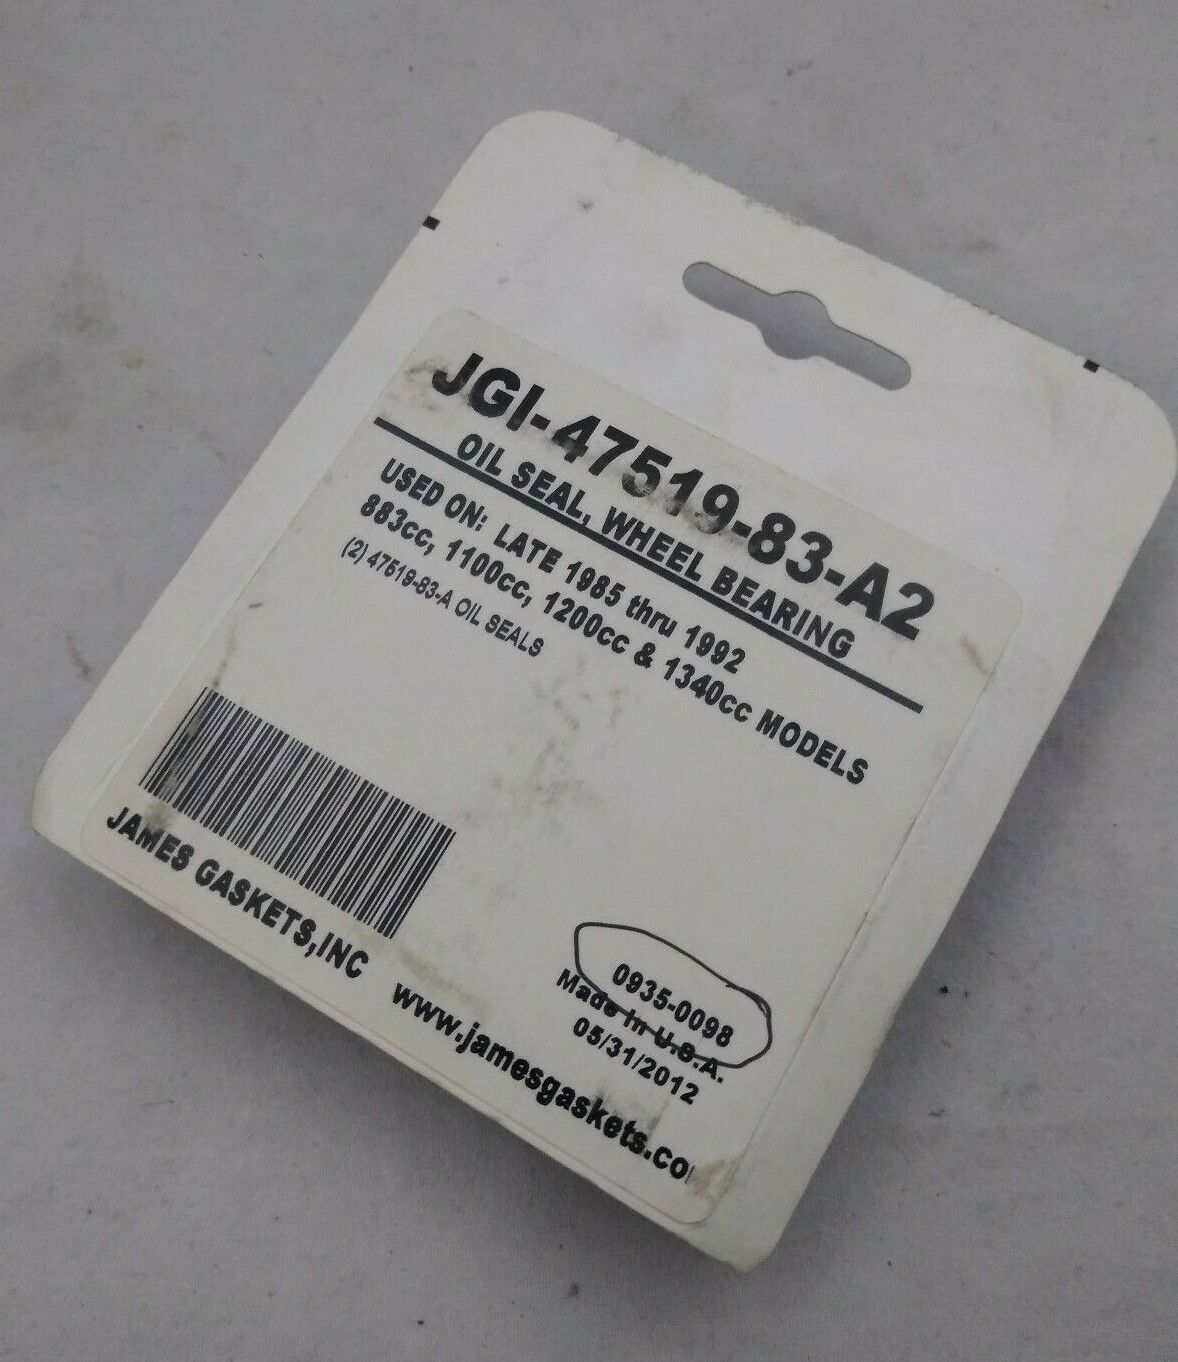 JGI-47519-83-A2
OIL SEAL, WHEEL BEARING
USED ON: LATE 1985 thru 1992
883cc, 1100cc, 1200cc & 1340cc MODELS
(2) 47519-83-A OIL SEALS
0935-0098
Made in U.S.A.
05/31/2012
JAMES GASKETS,INC www.jamesgaskets.co